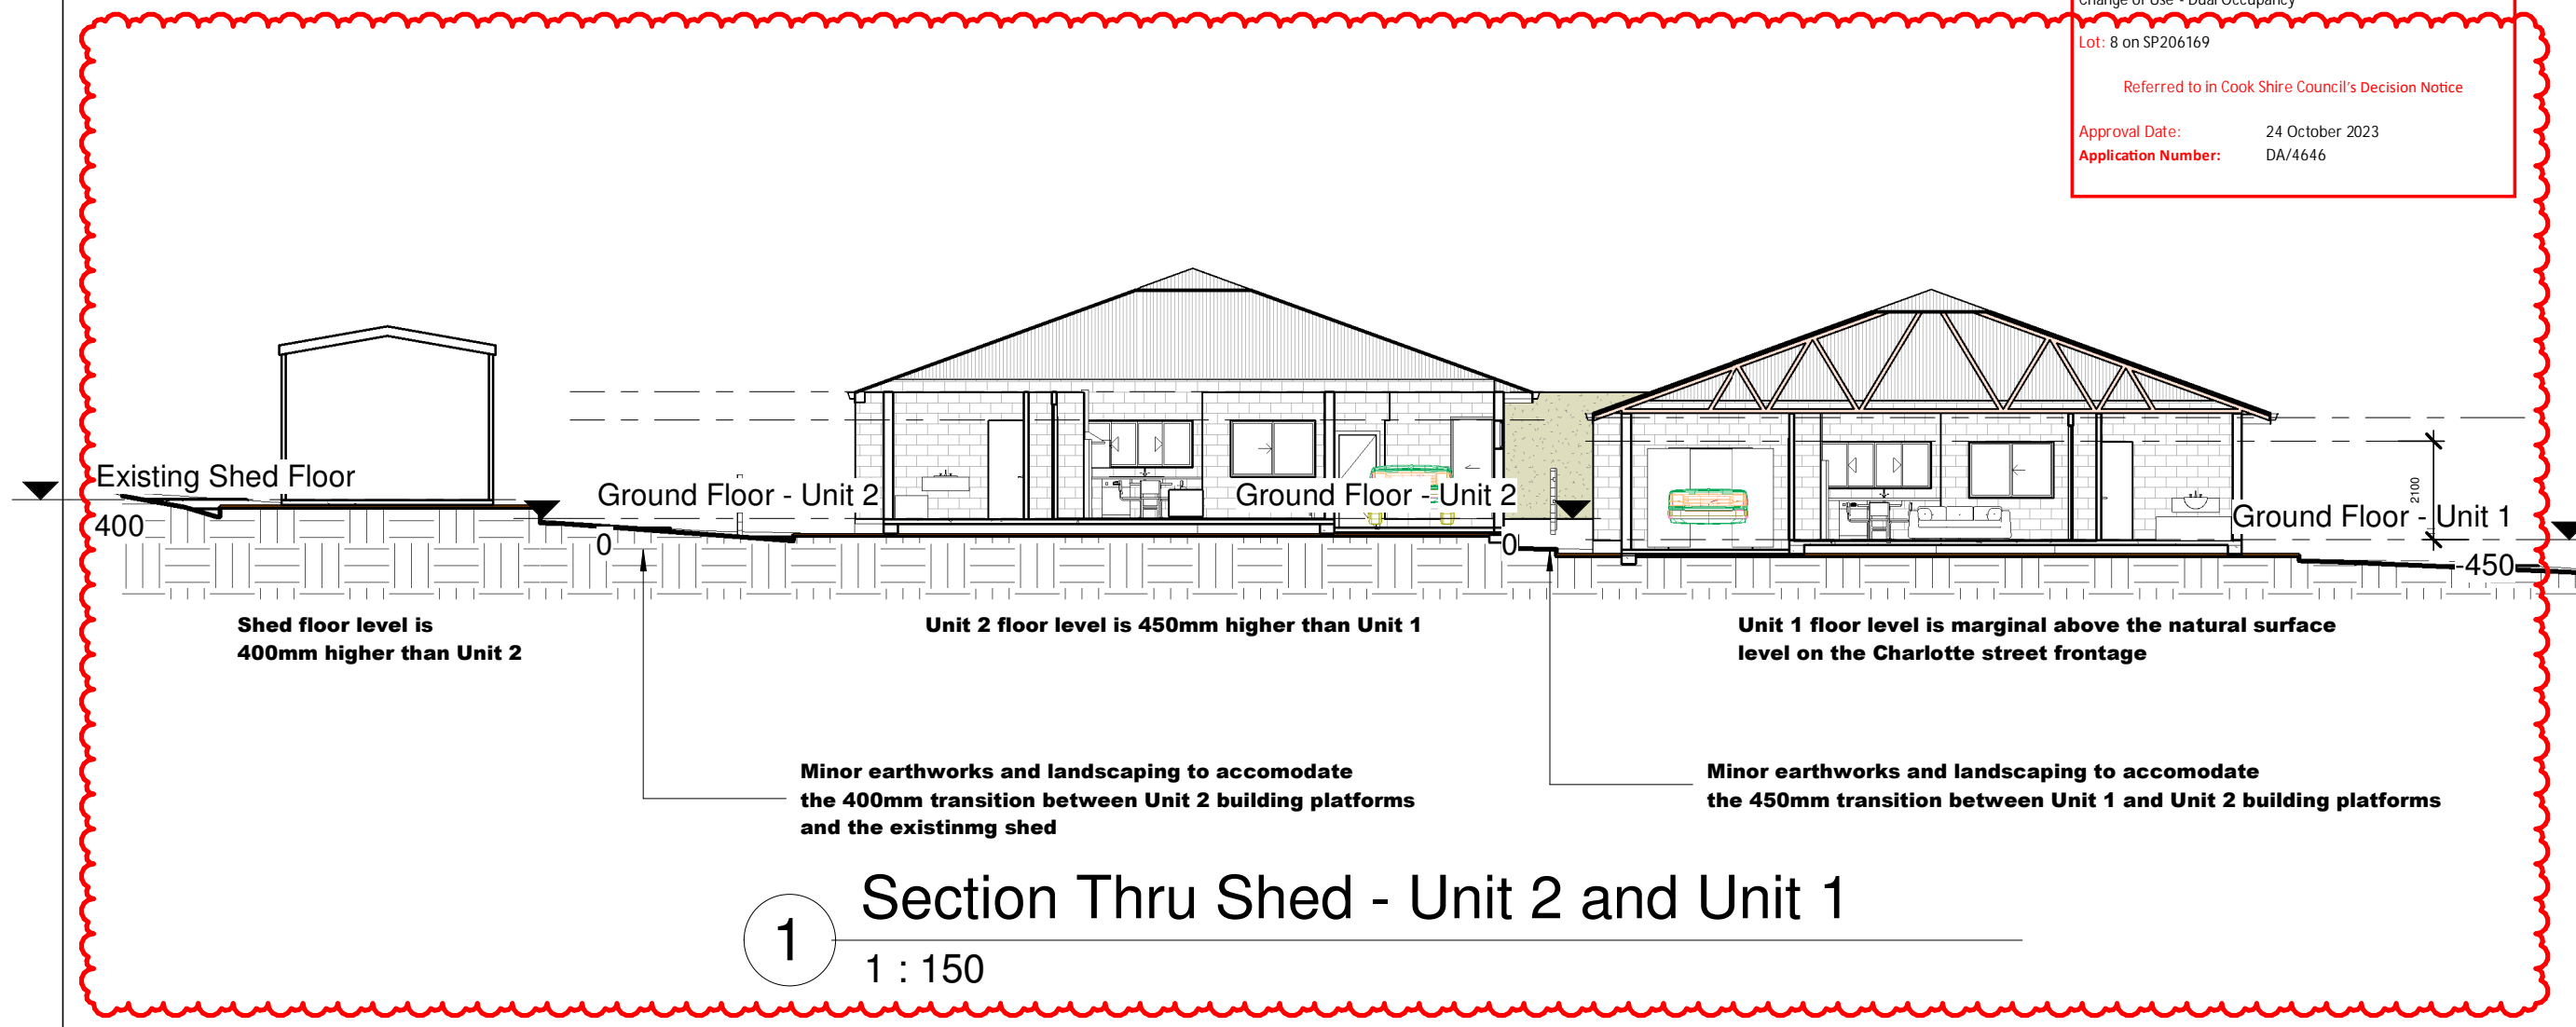 Change of Use - Dual Occupancy
Lot: 8 on SP206169
Referred to in Cook Shire Council's Decision Notice
Approval Date: 24 October 2023
Application Number: DA/4646
Existing Shed Floor
400
Ground Floor - Unit 2
0
Ground Floor - Unit 2
0
2100
Ground Floor - Unit 1
-450
Shed floor level is
400mm higher than Unit 2
Unit 2 floor level is 450mm higher than Unit 1
Unit 1 floor level is marginal above the natural surface
level on the Charlotte street frontage
Minor earthworks and landscaping to accomodate
the 400mm transition between Unit 2 building platforms
and the existinmg shed
Minor earthworks and landscaping to accomodate
the 450mm transition between Unit 1 and Unit 2 building platforms
1
Section Thru Shed - Unit 2 and Unit 1
1 : 150